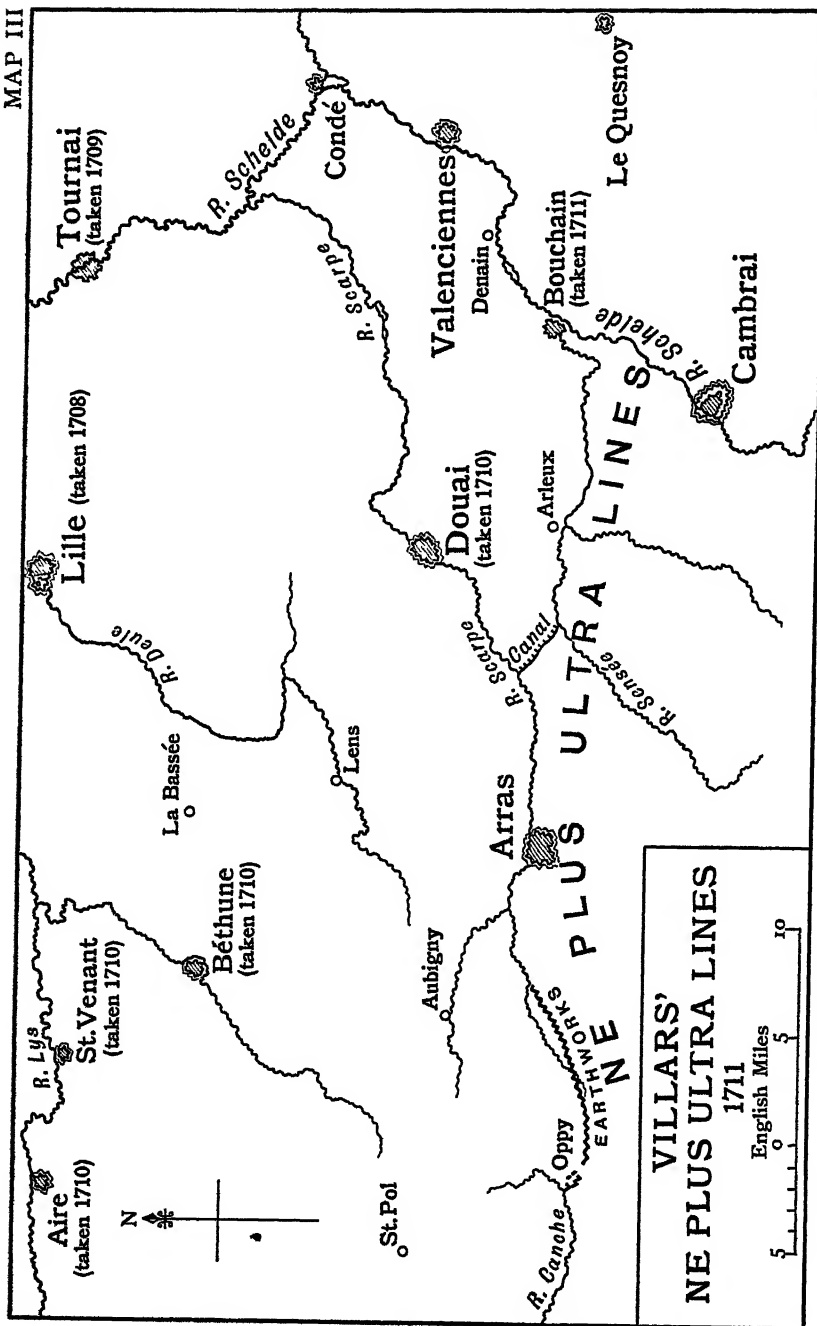 MAP III
Tournai
(taken 1709)
Lille (taken 1708)
R. Schelde
Condé
R. Deule
R. Scarpe
Valenciennes
Denain
Le Quesnoy
La Bassée
Lens
Douai
(taken 1710)
Bouchain
(taken 1711)
R. Schelde
Cambrai
Arleux
R. Lys
St. Venant
(taken 1710)
Aire
(taken 1710)
Béthune
(taken 1710)
N
St. Pol
Aubigny
Arras
R. Scarpe
Canal
R. Sensée
EARTHWORKS
Oppy
R. Canche
NE PLUS ULTRA LINES
VILLARS'
NE PLUS ULTRA LINES
1711
English Miles
5 0 5 10